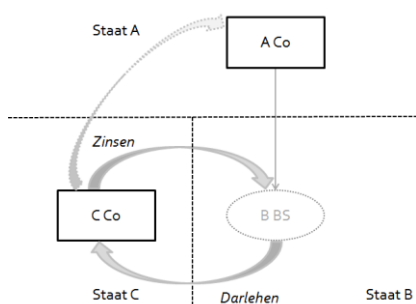 Staat A
A Co
Zinsen
C Co
B BS
Staat C
Darlehen
Staat B